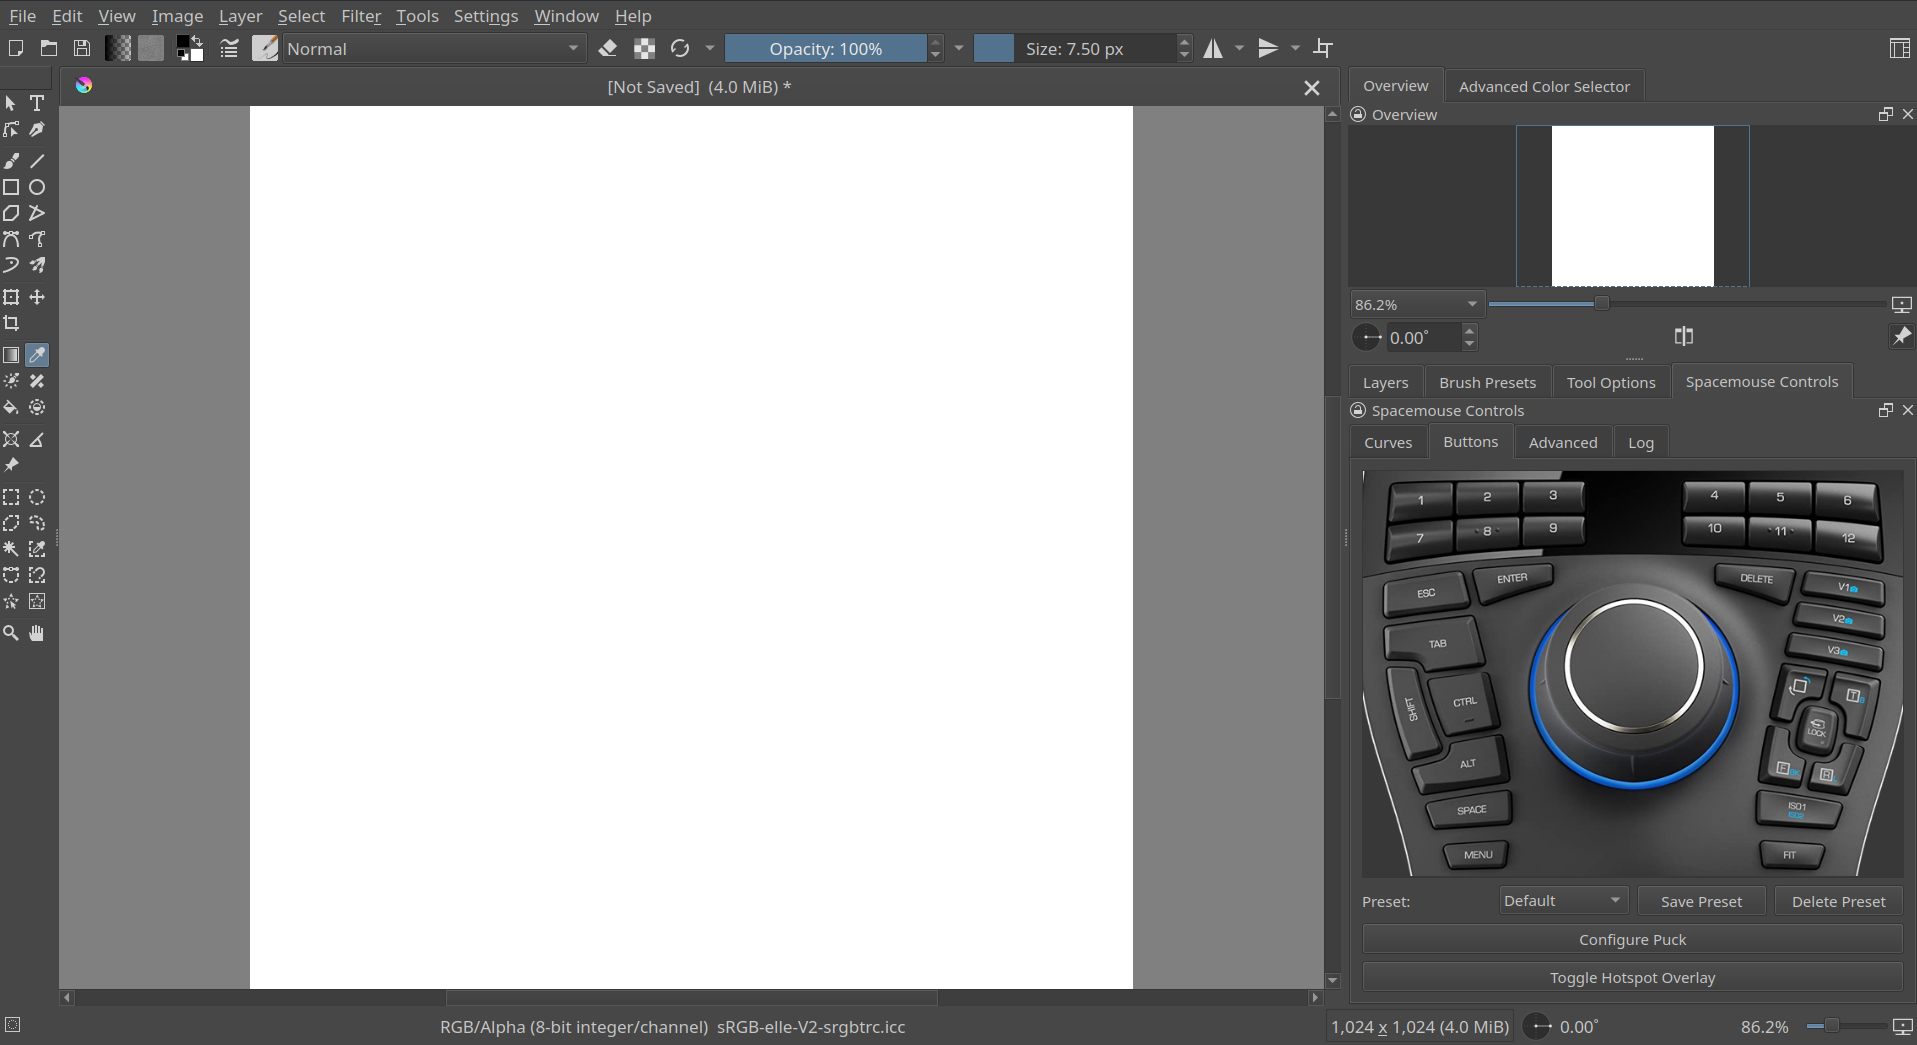 File Edit View Image Layer Select Filter Tools Settings Window Help
Normal Opacity: 100% Size: 7.50 px
[Not Saved] (4.0 MiB) *
Overview Advanced Color Selector
Overview
86.2%
0.00°
Layers Brush Presets Tool Options Spacemouse Controls
Spacemouse Controls
Curves Buttons Advanced Log
1 2 3 4 5 6
7 8 9 10 11 12
ESC ENTER DELETE V1
V2
TAB V3
SHIFT CTRL T
LOCK
ALT F R
SPACE ISO1
ISO2
MENU FIT
Preset: Default Save Preset Delete Preset
Configure Puck
Toggle Hotspot Overlay
RGB/Alpha (8-bit integer/channel) sRGB-elle-V2-srgbtrc.icc 1,024 x 1,024 (4.0 MiB) 0.00° 86.2%